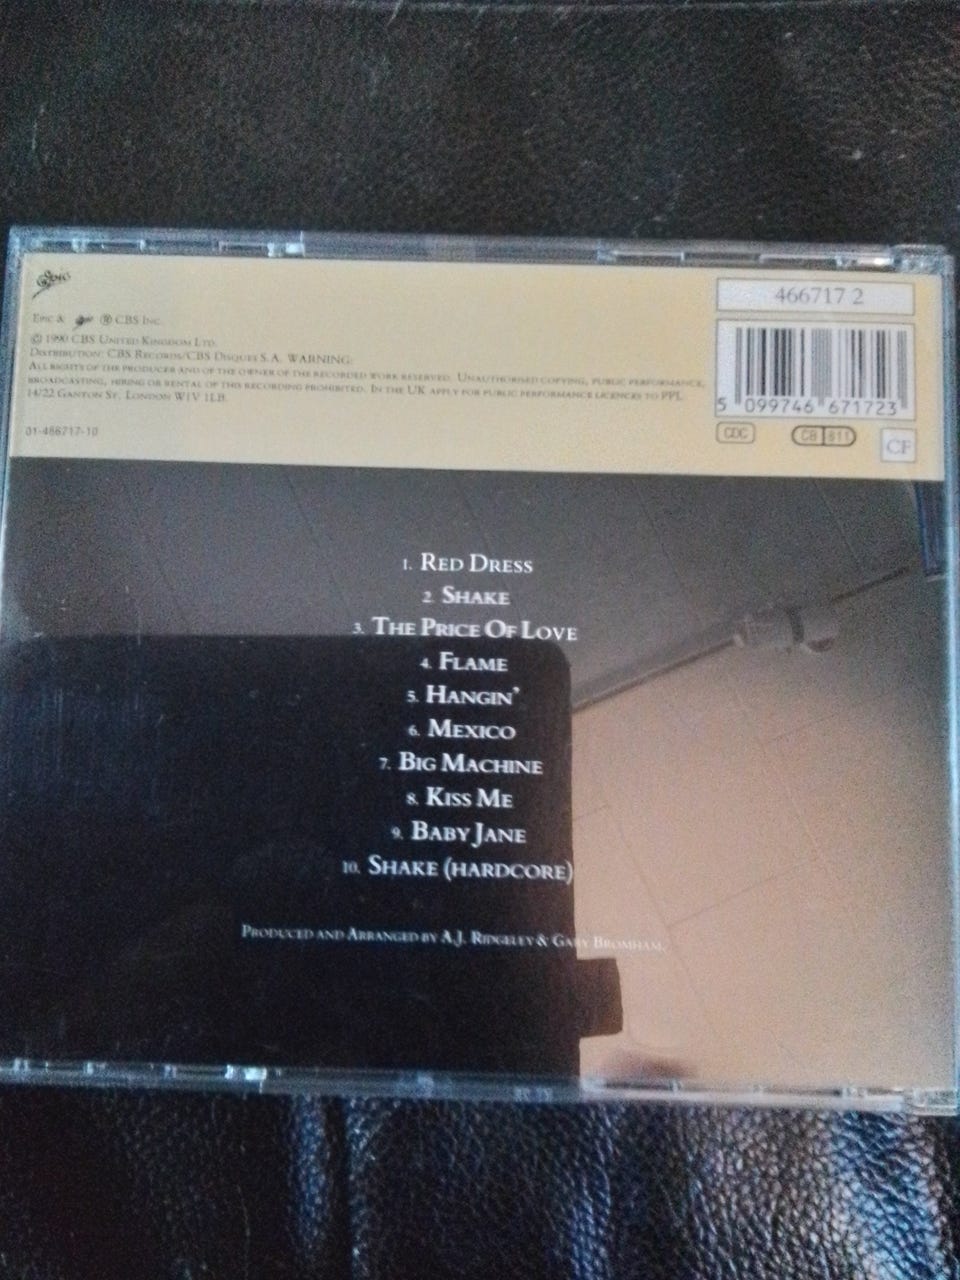 Epic
466717 2
Epic & Ⓟ CBS Inc.
© 1990 CBS United Kingdom Ltd.
Distribution: CBS Records/CBS Disques S.A. WARNING:
All rights of the producer and of the owner of the recorded work reserved. Unauthorised copying, public performance,
broadcasting, hiring or rental of this recording prohibited. In the UK apply for public performance licences to PPL
14/22 Ganton St. London W1V 1LB.
5 099746 671723
CDC
CB 811
CF
01-466717-10
1. Red Dress
2. Shake
3. The Price Of Love
4. Flame
5. Hangin'
6. Mexico
7. Big Machine
8. Kiss Me
9. Baby Jane
10. Shake (hardcore)
Produced and Arranged by A.J. Ridgeley & Gary Bromham.